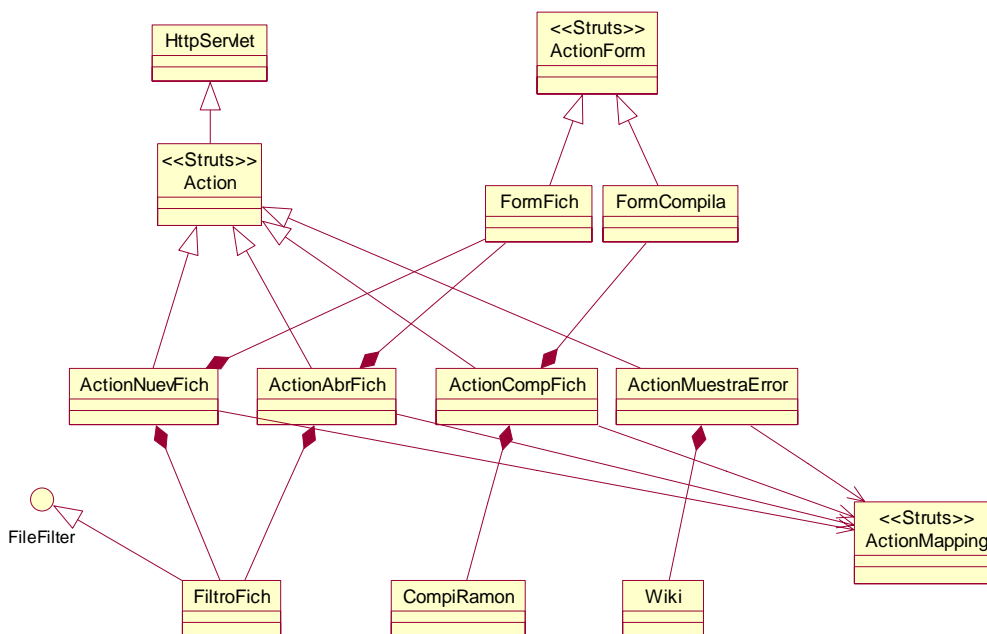 HttpServlet
<<Struts>>
ActionForm
<<Struts>>
Action
FormFich
FormCompila
ActionNuevFich
ActionAbrFich
ActionCompFich
ActionMuestraError
FileFilter
<<Struts>>
ActionMapping
FiltroFich
CompiRamon
Wiki